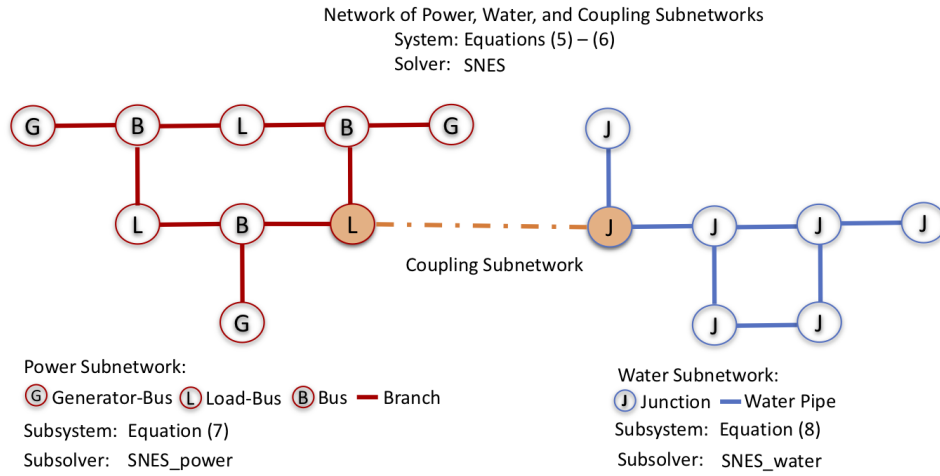 Network of Power, Water, and Coupling Subnetworks
System: Equations (5) – (6)
Solver: SNES
G B L B G
J
L B L
J J J J
Coupling Subnetwork
G
J J
Power Subnetwork:
G Generator-Bus L Load-Bus B Bus Branch
Subsystem: Equation (7)
Subsolver: SNES_power
Water Subnetwork:
J Junction Water Pipe
Subsystem: Equation (8)
Subsolver: SNES_water